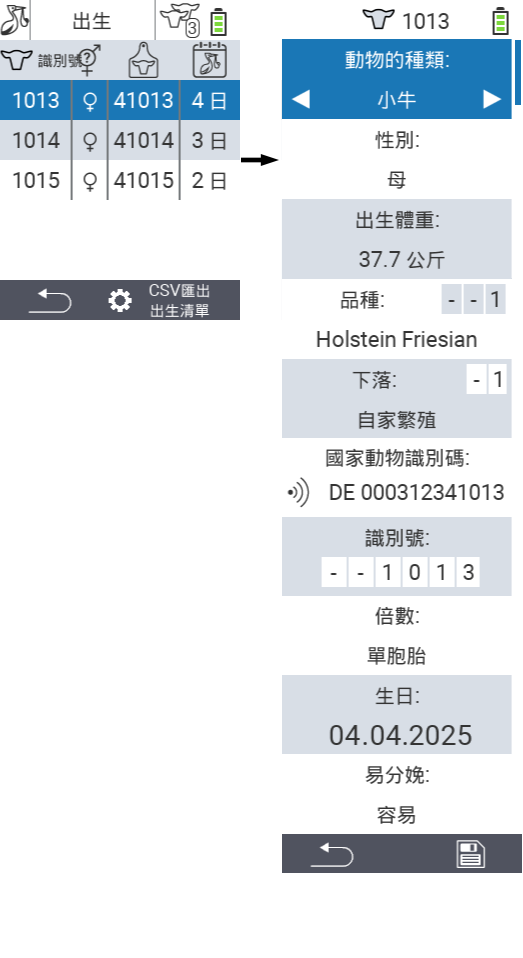 出生
3
識別號
1013 ♀ 41013 4 日
1014 ♀ 41014 3 日
1015 ♀ 41015 2 日
CSV匯出
出生清單
1013
動物的種類:
小牛
性別:
母
出生體重:
37.7 公斤
品種: - - 1
Holstein Friesian
下落: - 1
自家繁殖
國家動物識別碼:
DE 000312341013
識別號:
- - 1 0 1 3
倍數:
單胞胎
生日:
04.04.2025
易分娩:
容易